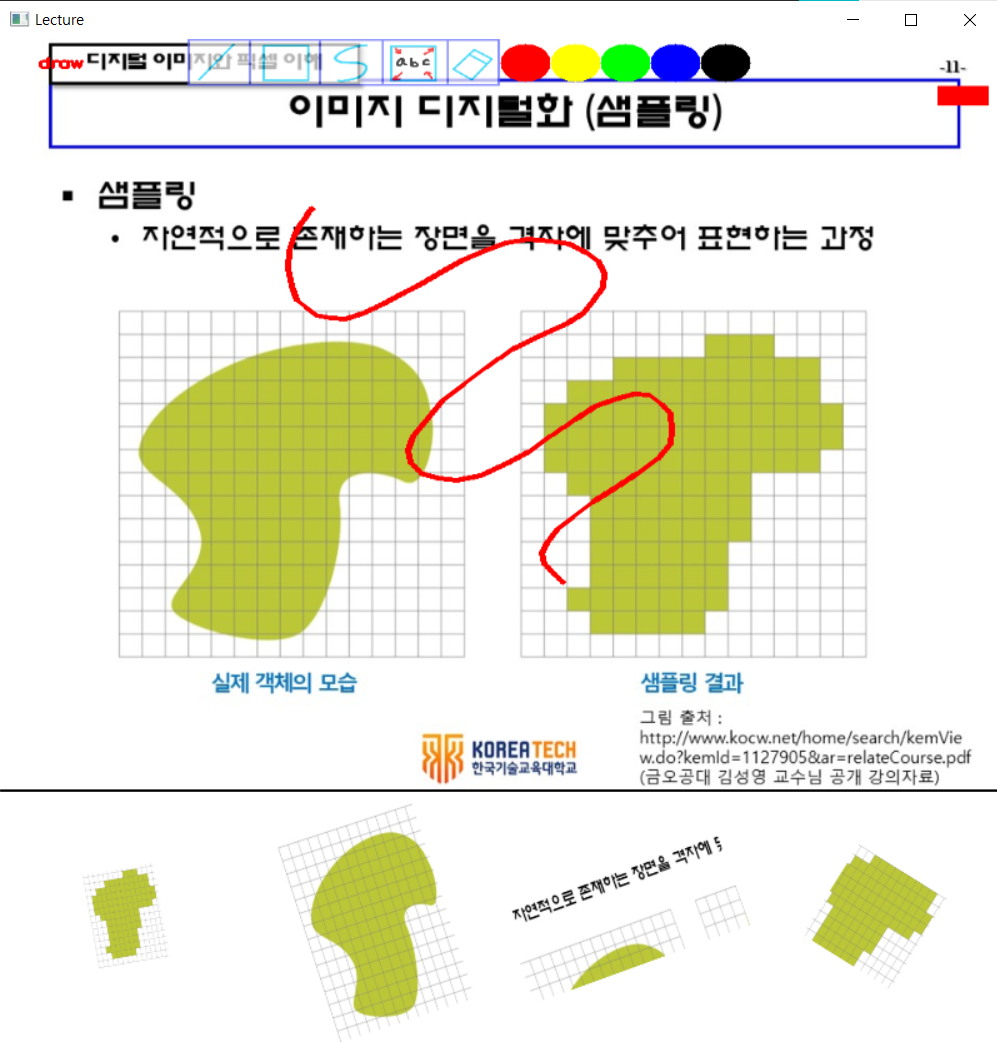 Lecture
draw 디지털 이미지와 픽셀 이해
abc
-11-
이미지 디지털화 (샘플링)
▪ 샘플링
• 자연적으로 존재하는 장면을 격자에 맞추어 표현하는 과정
실제 객체의 모습
샘플링 결과
그림 출처 :
http://www.kocw.net/home/search/kemVie
w.do?kemId=1127905&ar=relateCourse.pdf
(금오공대 김성영 교수님 공개 강의자료)
KOREATECH
한국기술교육대학교
자연적으로 존재하는 장면을 격자에